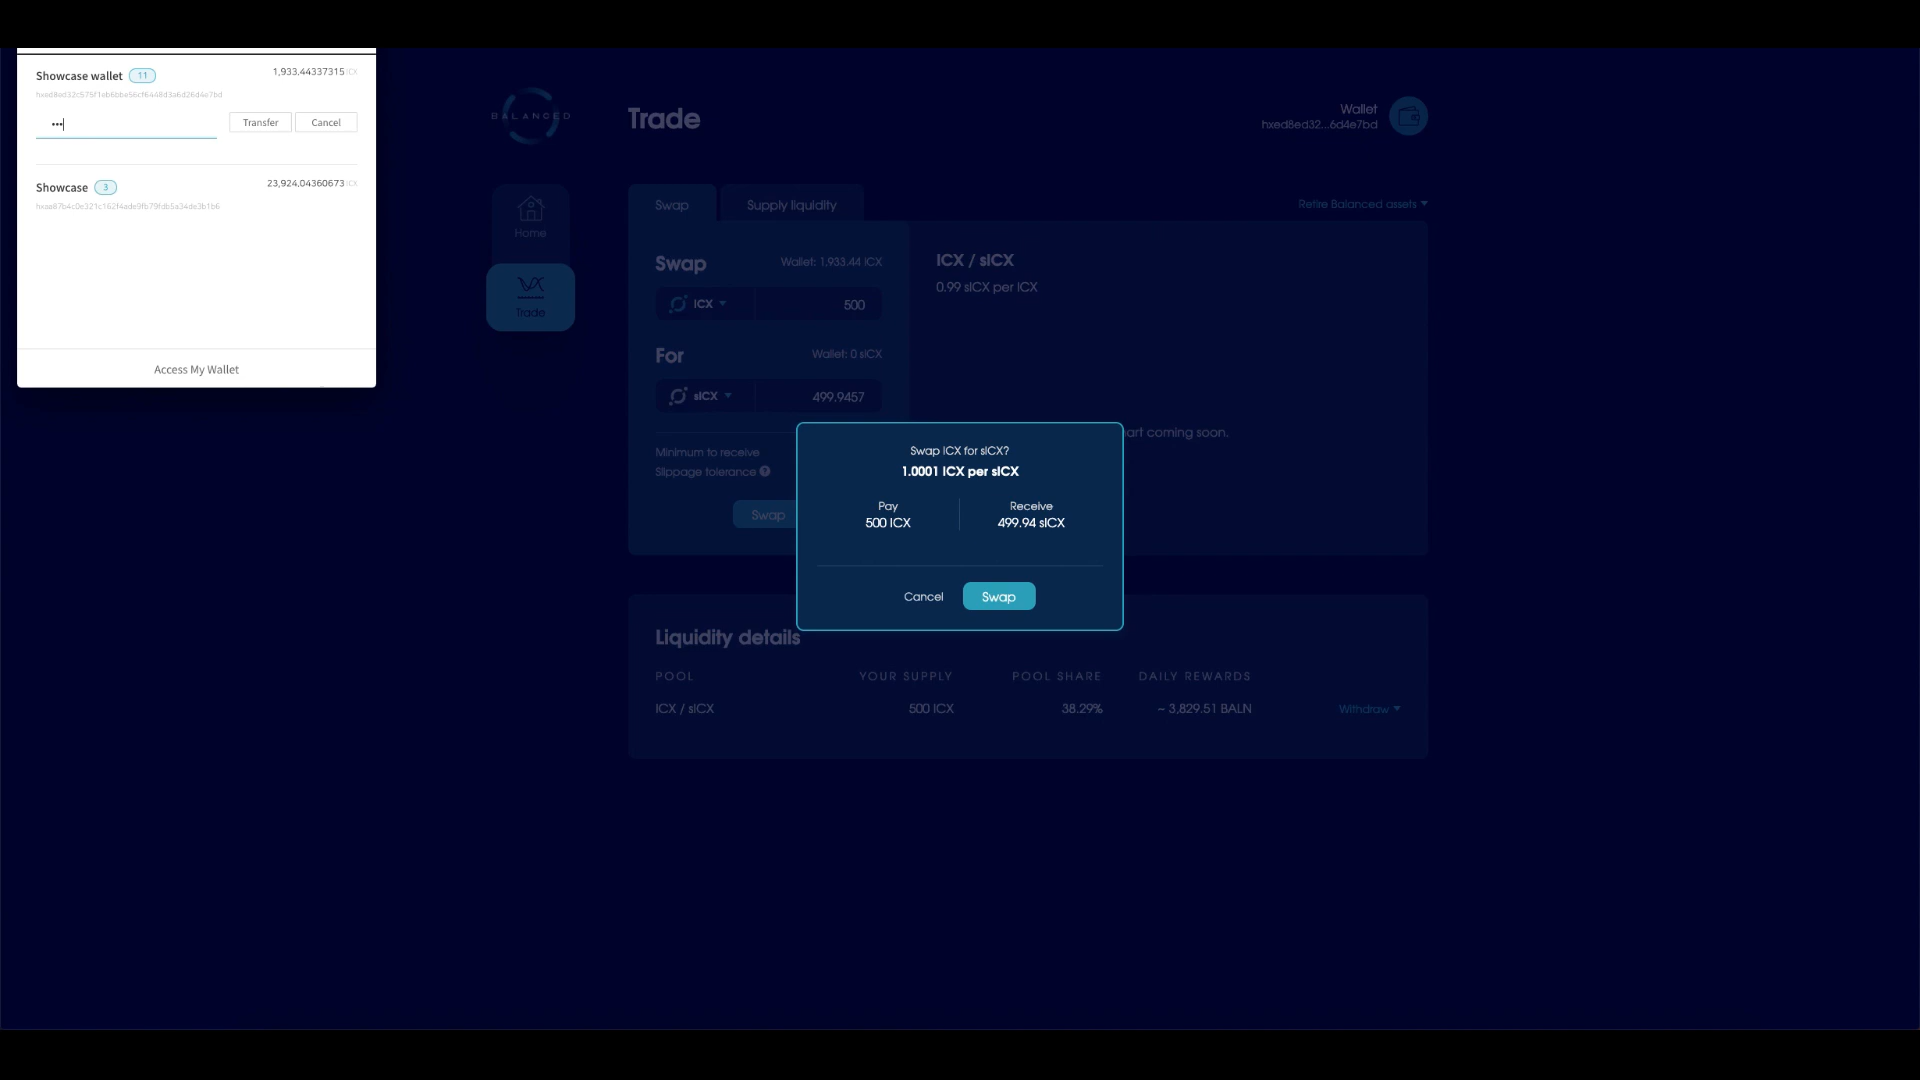 Showcase wallet 11
1,933.44337315 ICX
•••
Transfer
Cancel
Showcase 3
23,924.04360673 ICX
Access My Wallet
BALANCED
Trade
Wallet
hxed8ed32...6d4e7bd
Home
Trade
Swap
Supply liquidity
Retire Balanced assets
Swap
Wallet: 1,933.44 ICX
ICX
500
For
Wallet: 0 sICX
sICX
499.9457
Minimum to receive
Slippage tolerance ?
Swap
ICX / sICX
0.99 sICX per ICX
art coming soon.
Swap ICX for sICX?
1.0001 ICX per sICX
Pay
500 ICX
Receive
499.94 sICX
Cancel
Swap
Liquidity details
POOL
YOUR SUPPLY
POOL SHARE
DAILY REWARDS
ICX / sICX
500 ICX
38.29%
~ 3,829.51 BALN
Withdraw